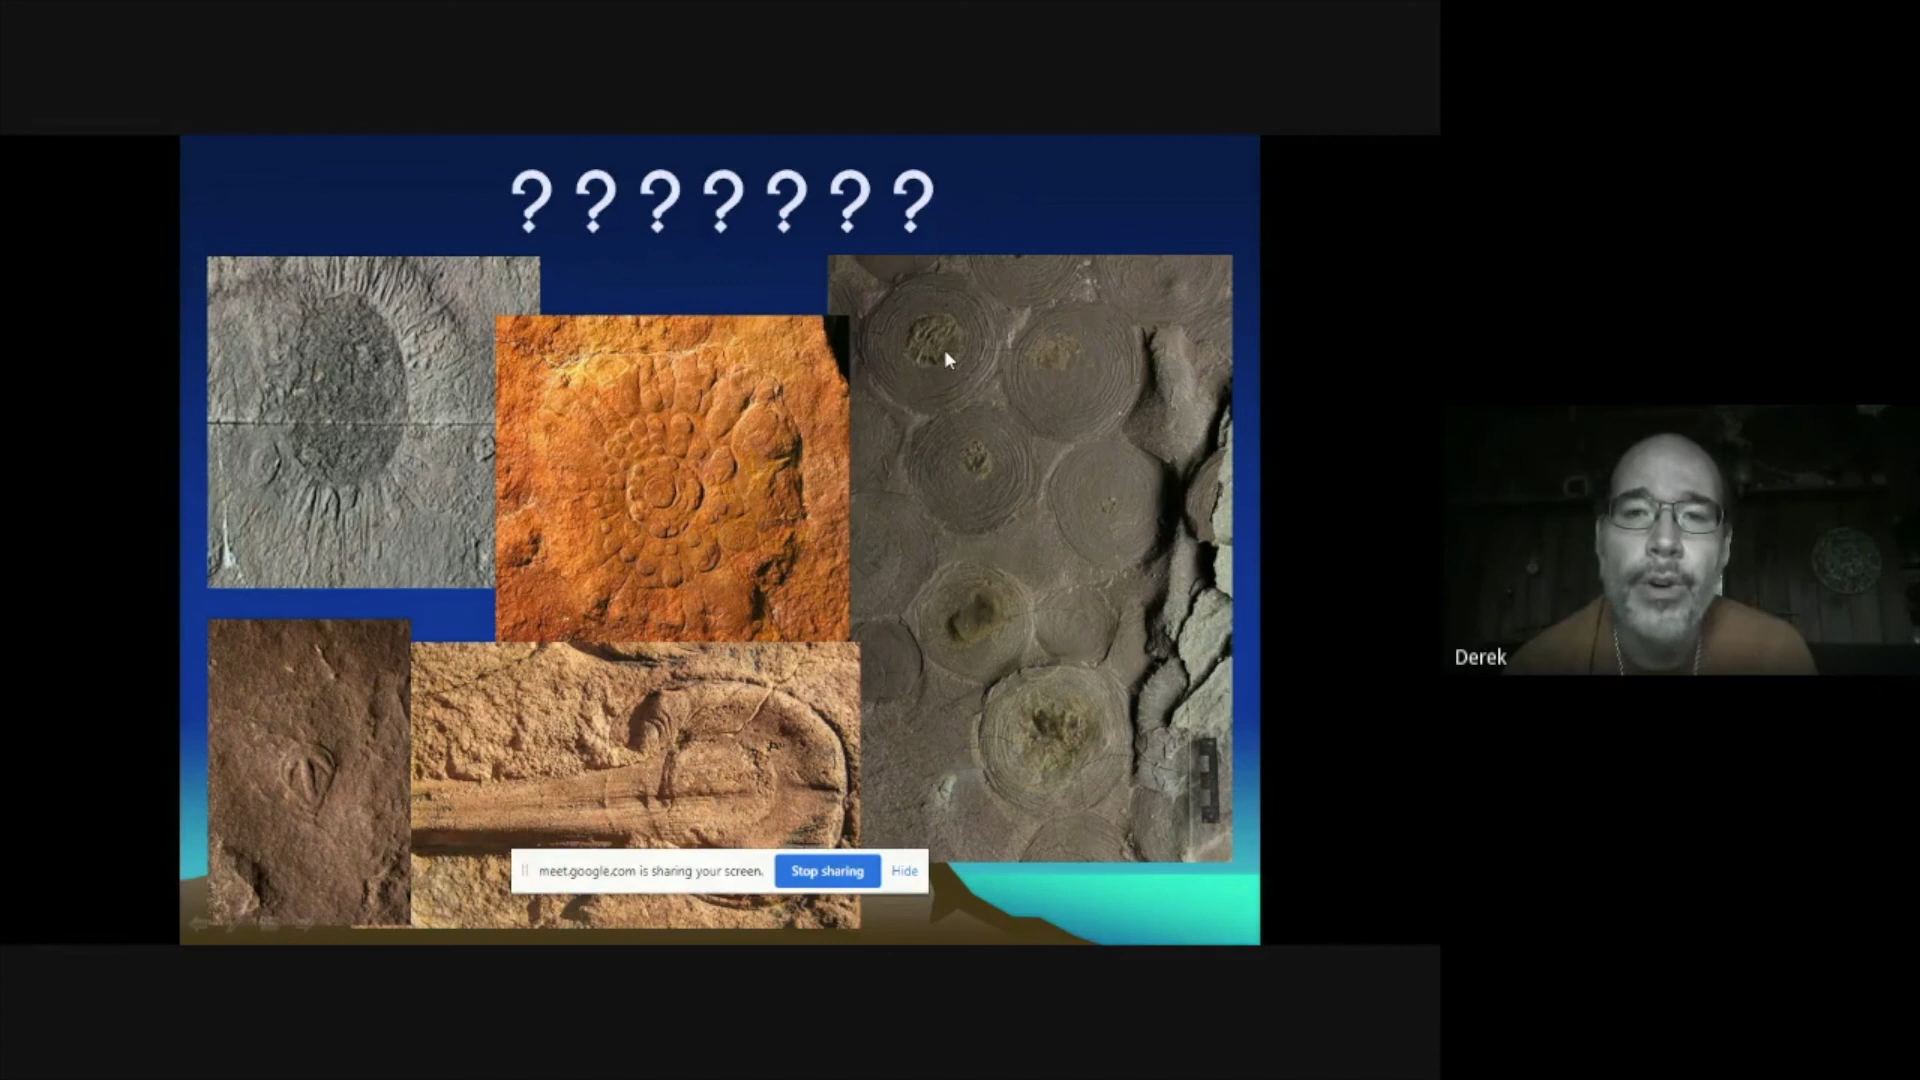 ? ? ? ? ? ? ?
Derek
meet.google.com is sharing your screen. Stop sharing Hide